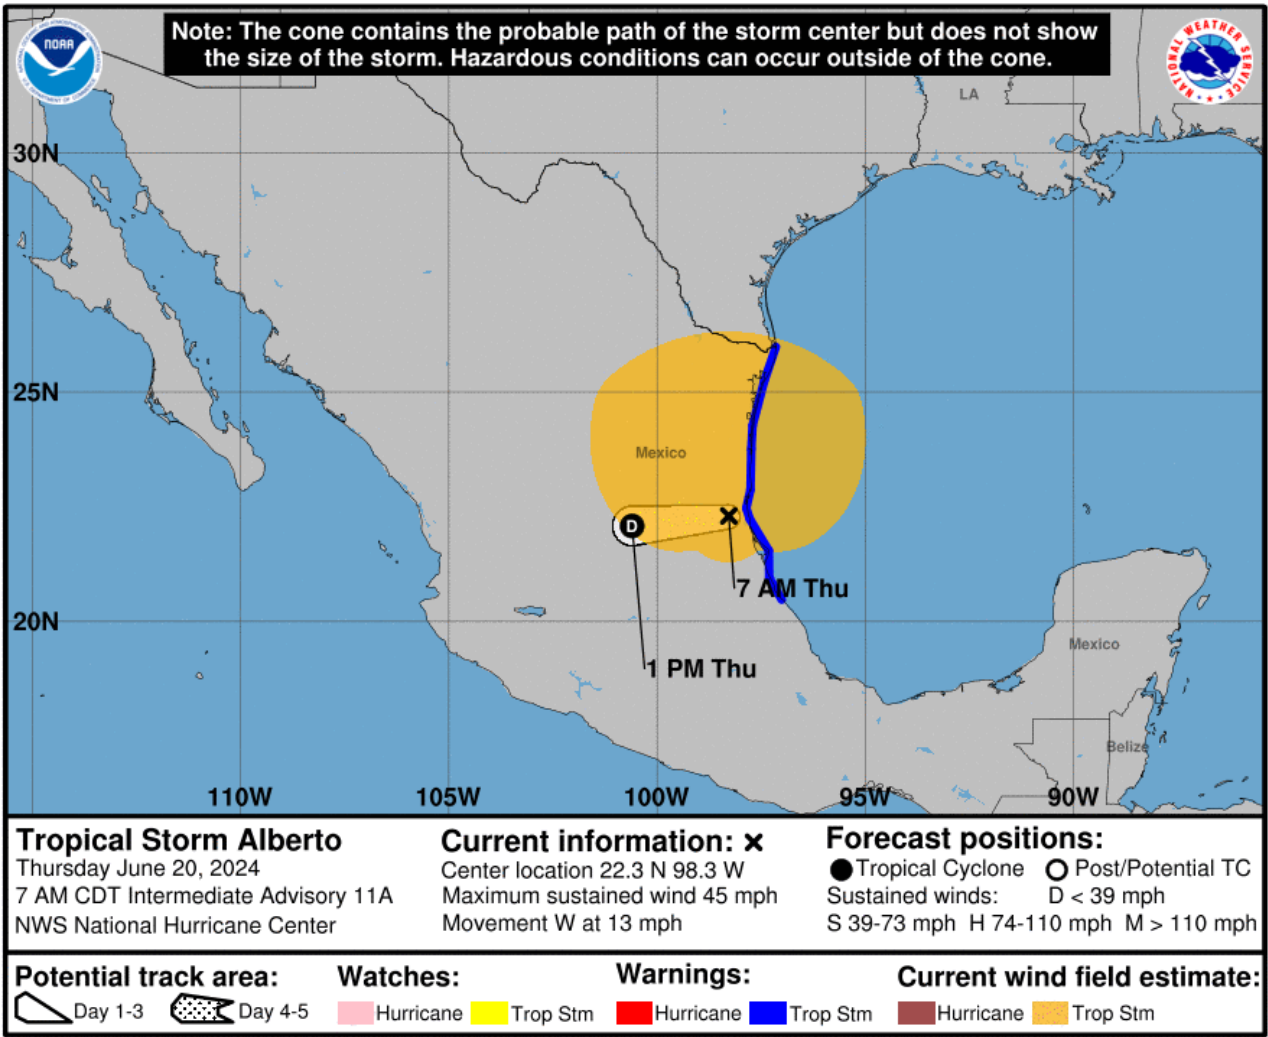 Note: The cone contains the probable path of the storm center but does not show
the size of the storm. Hazardous conditions can occur outside of the cone.
NOAA
NATIONAL WEATHER SERVICE
LA
30N
25N
Mexico
D
7 AM Thu
20N
1 PM Thu
Mexico
Belize
110W 105W 100W 95W 90W
Tropical Storm Alberto
Thursday June 20, 2024
7 AM CDT Intermediate Advisory 11A
NWS National Hurricane Center
Current information: ×
Center location 22.3 N 98.3 W
Maximum sustained wind 45 mph
Movement W at 13 mph
Forecast positions:
Tropical Cyclone Post/Potential TC
Sustained winds: D < 39 mph
S 39-73 mph H 74-110 mph M > 110 mph
Potential track area:
Day 1-3 Day 4-5
Watches:
Hurricane Trop Stm
Warnings:
Hurricane Trop Stm
Current wind field estimate:
Hurricane Trop Stm